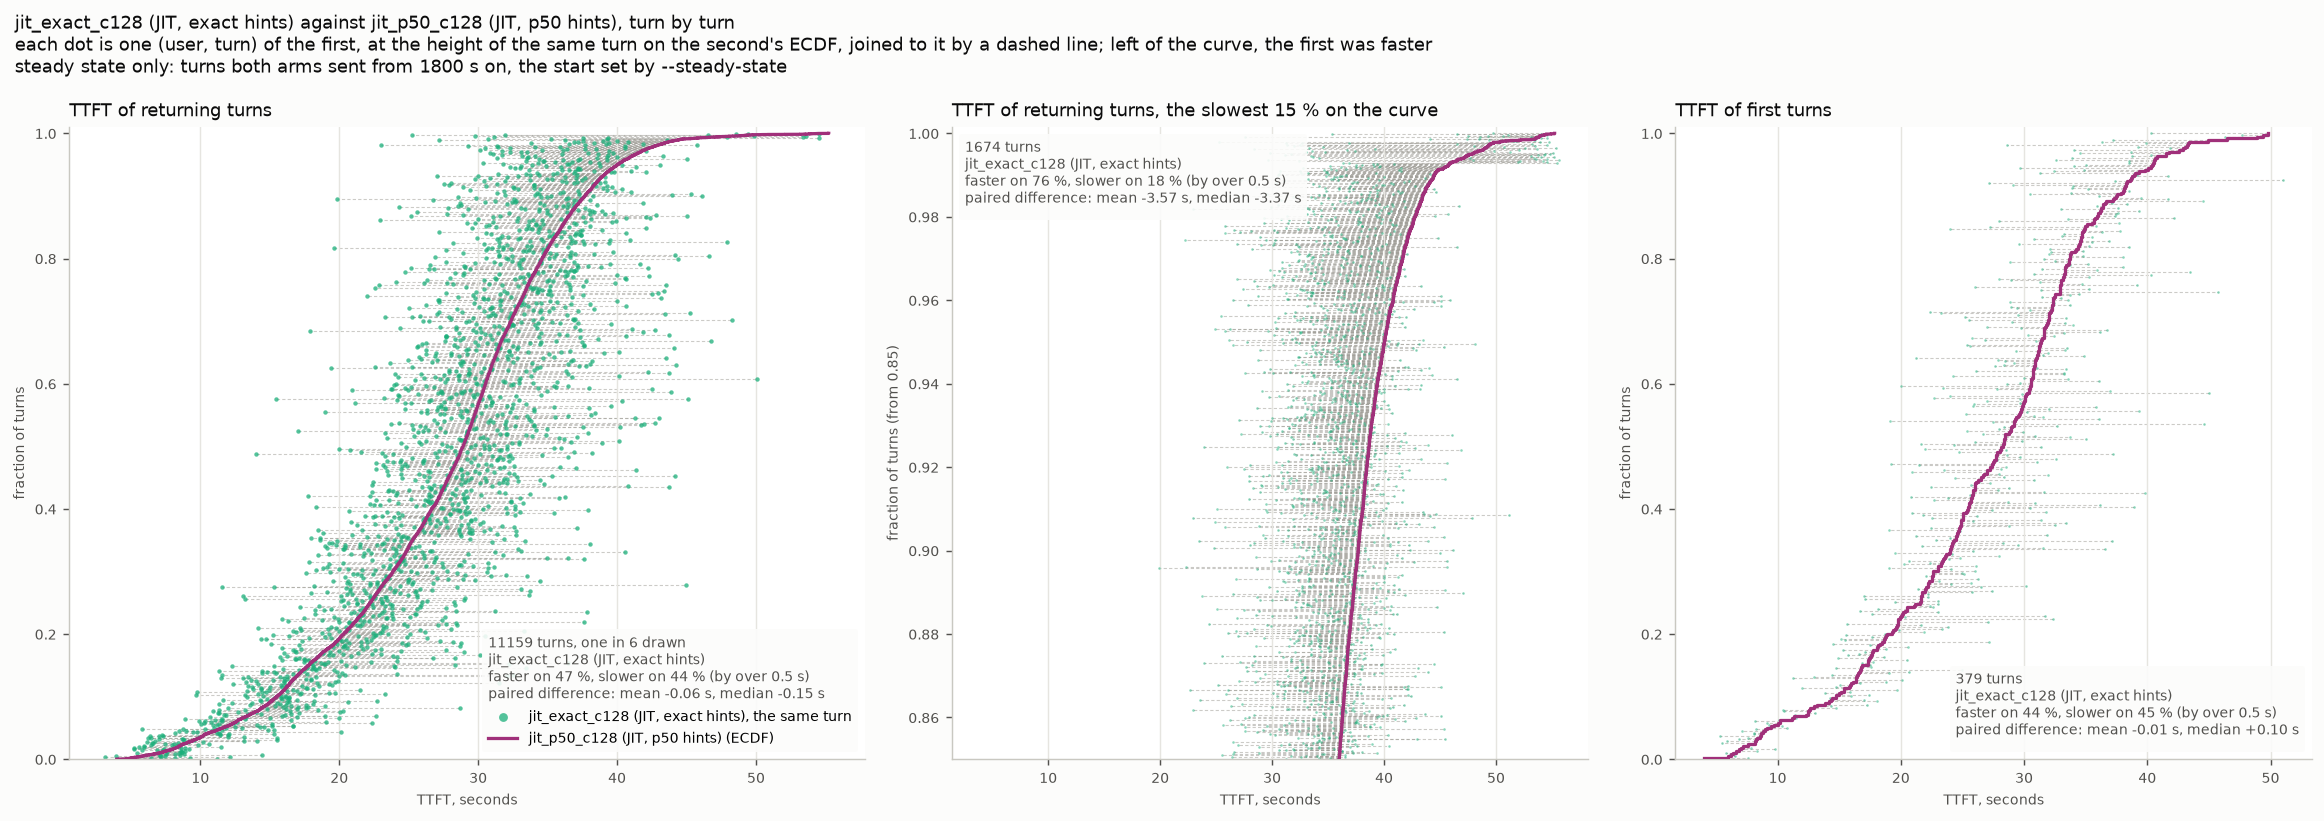 jit_exact_c128 (JIT, exact hints) against jit_p50_c128 (JIT, p50 hints), turn by turn
each dot is one (user, turn) of the first, at the height of the same turn on the second's ECDF, joined to it by a dashed line; left of the curve, the first was faster
steady state only: turns both arms sent from 1800 s on, the start set by --steady-state
TTFT of returning turns
1.0
0.8
0.6
0.4
0.2
0.0
fraction of turns
10
20
30
40
50
TTFT, seconds
11159 turns, one in 6 drawn
jit_exact_c128 (JIT, exact hints)
faster on 47 %, slower on 44 % (by over 0.5 s)
paired difference: mean -0.06 s, median -0.15 s
jit_exact_c128 (JIT, exact hints), the same turn
jit_p50_c128 (JIT, p50 hints) (ECDF)
TTFT of returning turns, the slowest 15 % on the curve
1.00
0.98
0.96
0.94
0.92
0.90
0.88
0.86
fraction of turns (from 0.85)
1674 turns
jit_exact_c128 (JIT, exact hints)
faster on 76 %, slower on 18 % (by over 0.5 s)
paired difference: mean -3.57 s, median -3.37 s
10
20
30
40
50
TTFT, seconds
TTFT of first turns
1.0
0.8
0.6
0.4
0.2
0.0
fraction of turns
379 turns
jit_exact_c128 (JIT, exact hints)
faster on 44 %, slower on 45 % (by over 0.5 s)
paired difference: mean -0.01 s, median +0.10 s
10
20
30
40
50
TTFT, seconds